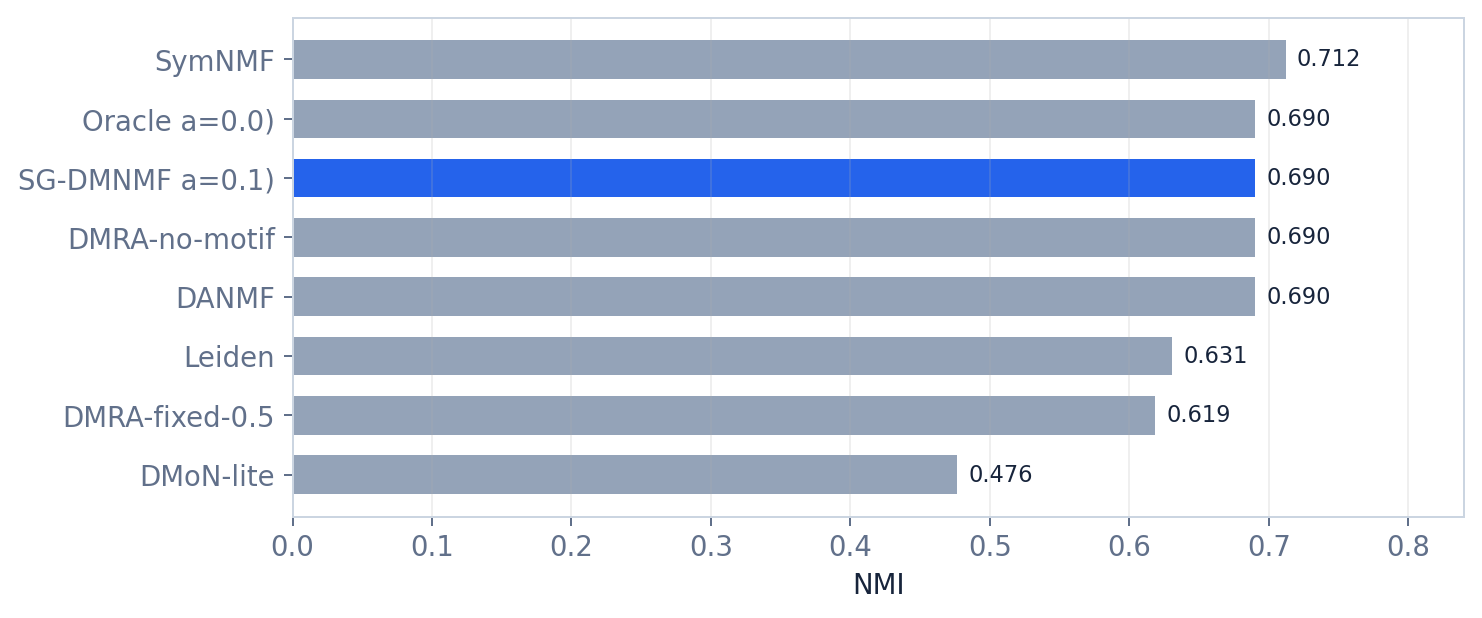 SymNMF 0.712
Oracle a=0.0) 0.690
SG-DMNMF a=0.1) 0.690
DMRA-no-motif 0.690
DANMF 0.690
Leiden 0.631
DMRA-fixed-0.5 0.619
DMoN-lite 0.476
0.0 0.1 0.2 0.3 0.4 0.5 0.6 0.7 0.8
NMI